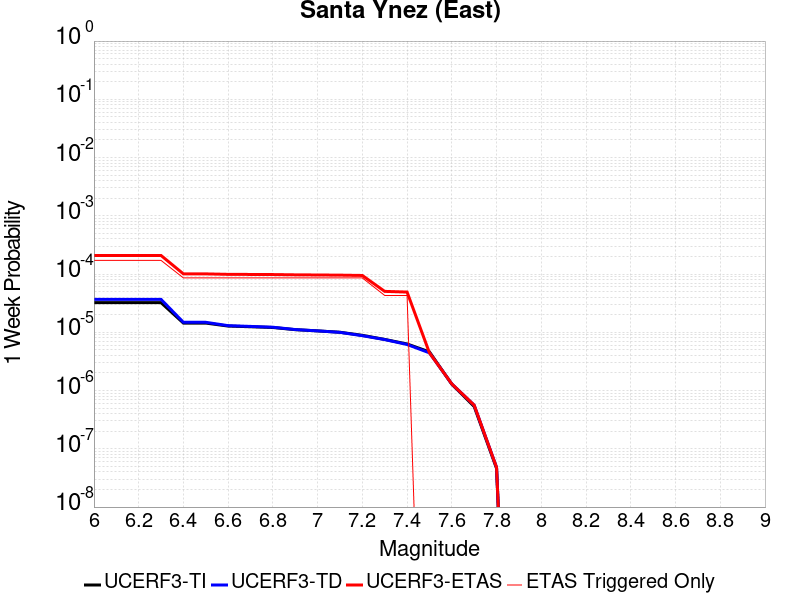 Santa Ynez (East)
10^0
10^-1
10^-2
10^-3
10^-4
10^-5
10^-6
10^-7
10^-8
1 Week Probability
6 6.2 6.4 6.6 6.8 7 7.2 7.4 7.6 7.8 8 8.2 8.4 8.6 8.8 9
Magnitude
UCERF3-TI UCERF3-TD UCERF3-ETAS ETAS Triggered Only